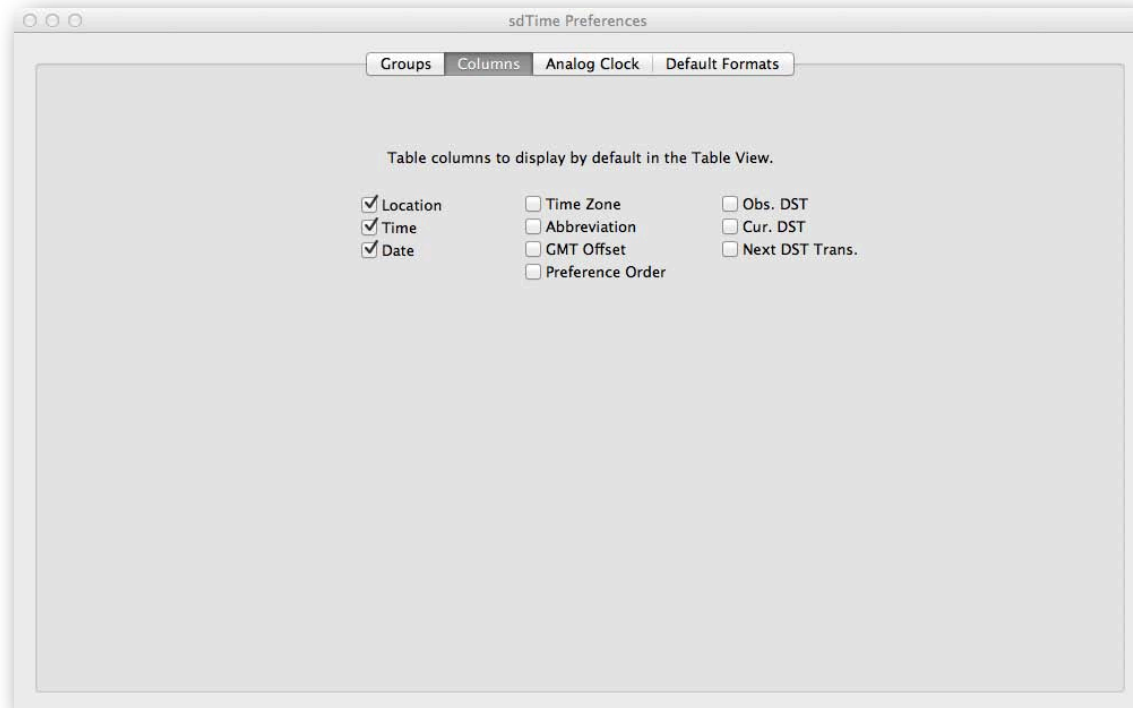 sdTime Preferences
Groups Columns Analog Clock Default Formats
Table columns to display by default in the Table View.
Location Time Zone Obs. DST
Time Abbreviation Cur. DST
Date GMT Offset Next DST Trans.
Preference Order